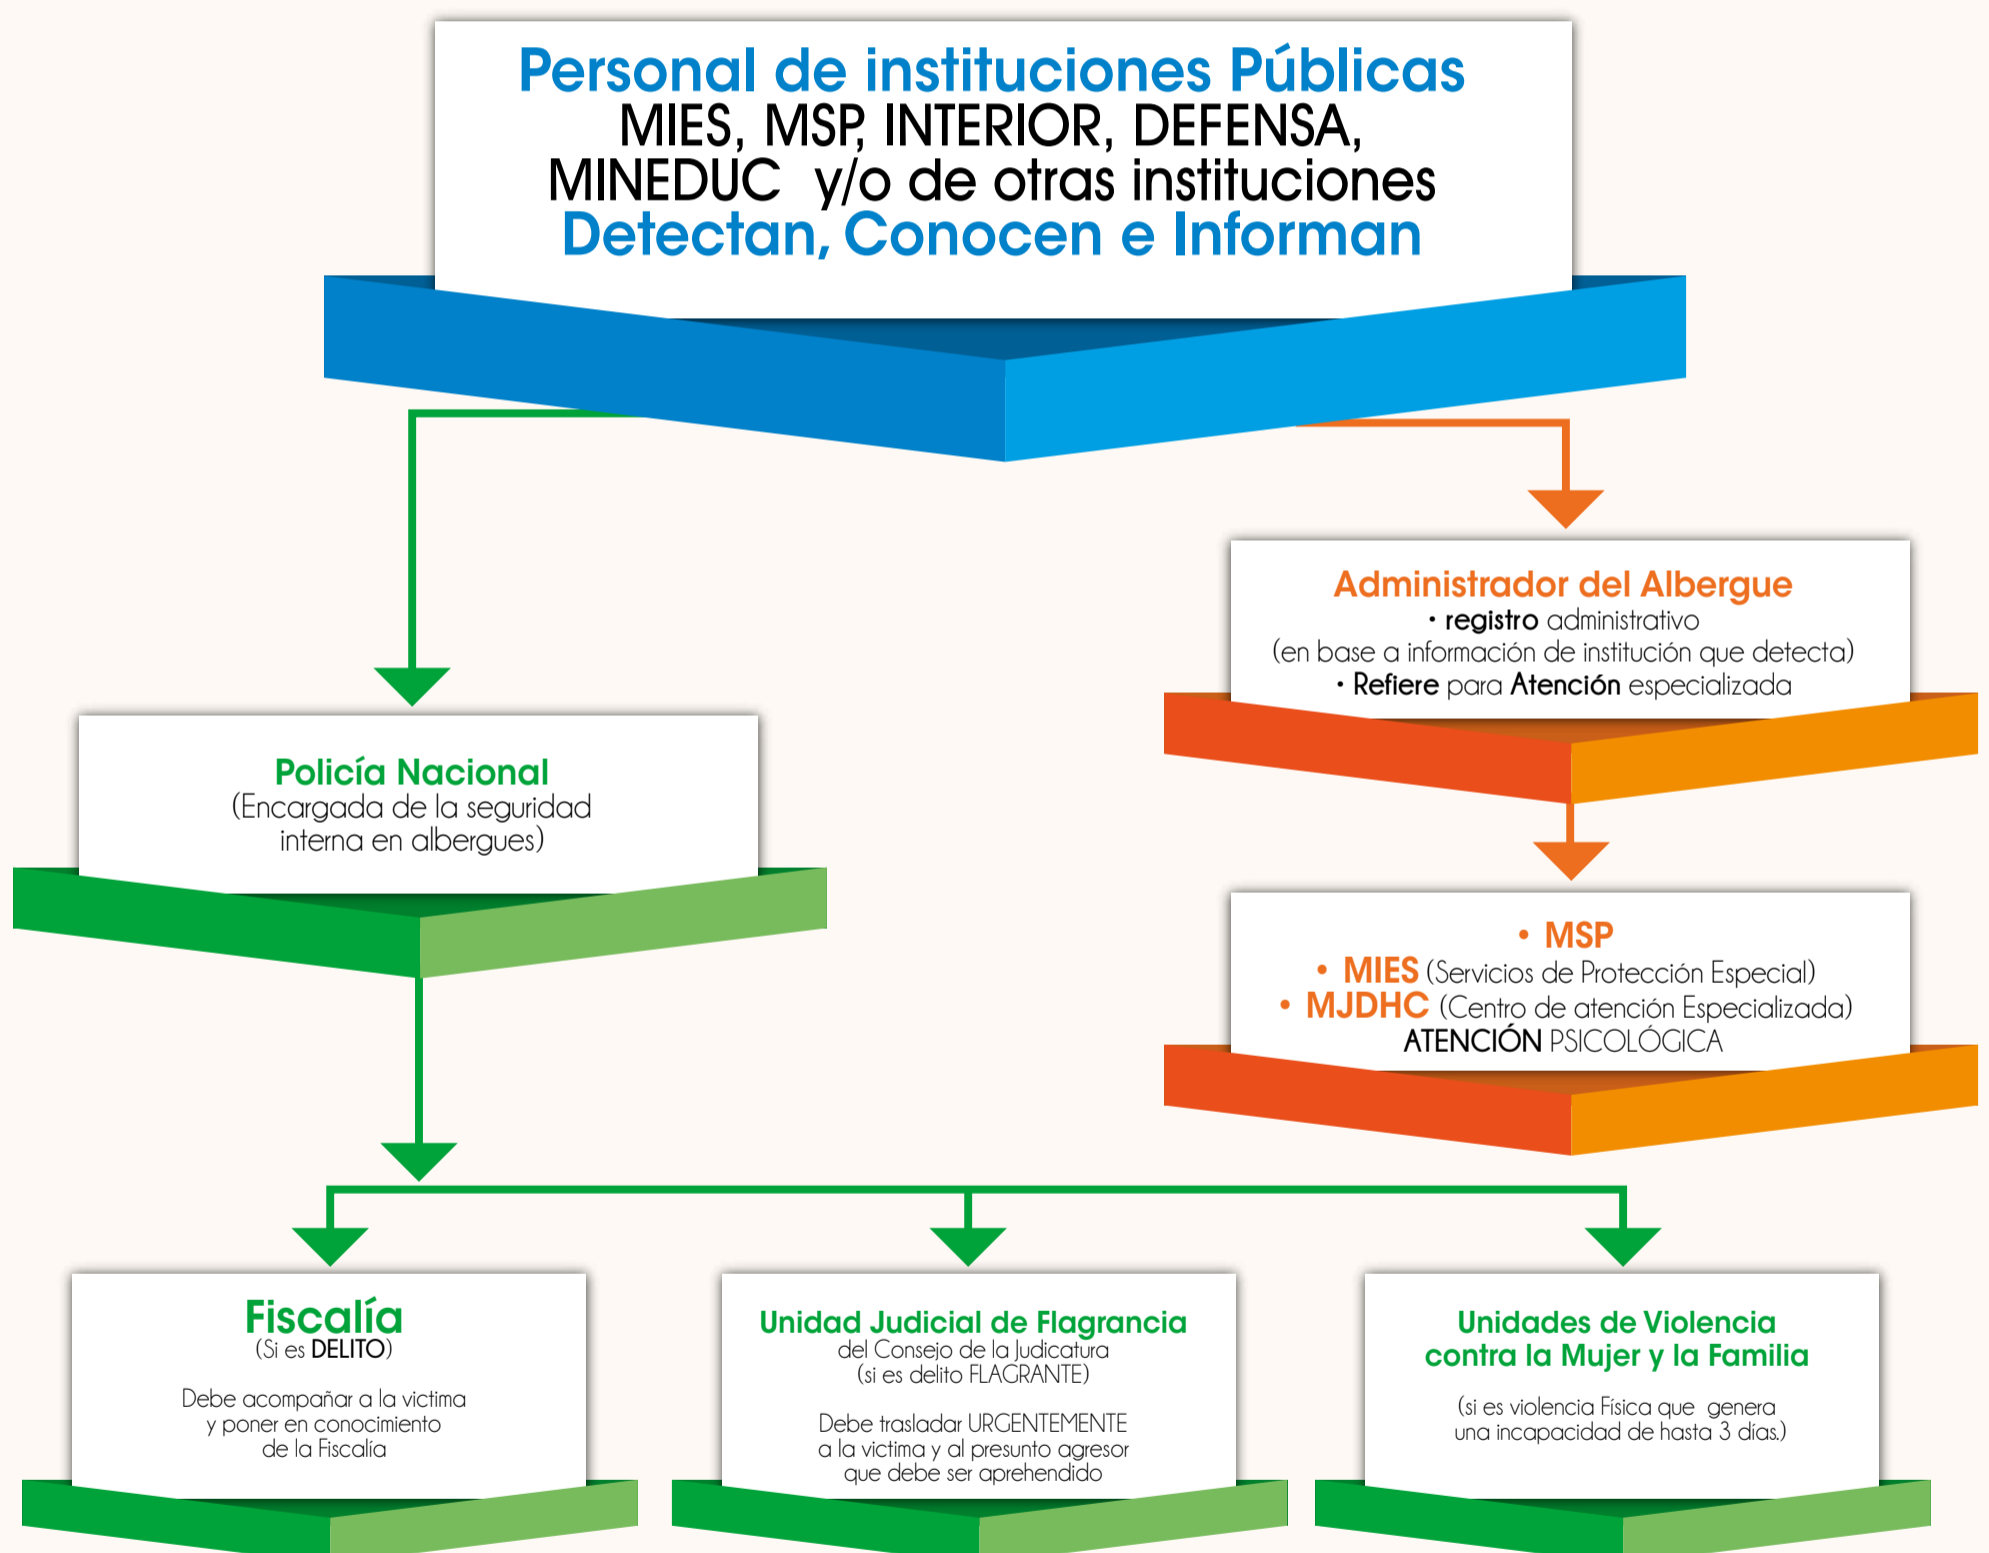 Personal de instituciones Públicas
MIES, MSP, INTERIOR, DEFENSA,
MINEDUC y/o de otras instituciones
Detectan, Conocen e Informan
Administrador del Albergue
• registro administrativo
(en base a información de institución que detecta)
• Refiere para Atención especializada
Policía Nacional
(Encargada de la seguridad
interna en albergues)
• MSP
• MIES (Servicios de Protección Especial)
• MJDHC (Centro de atención Especializada)
ATENCIÓN PSICOLÓGICA
Fiscalía
(Si es DELITO)
Debe acompañar a la victima
y poner en conocimiento
de la Fiscalía
Unidad Judicial de Flagrancia
del Consejo de la Judicatura
(si es delito FLAGRANTE)
Debe trasladar URGENTEMENTE
a la victima y al presunto agresor
que debe ser aprehendido
Unidades de Violencia
contra la Mujer y la Familia
(si es violencia Física que genera
una incapacidad de hasta 3 días.)